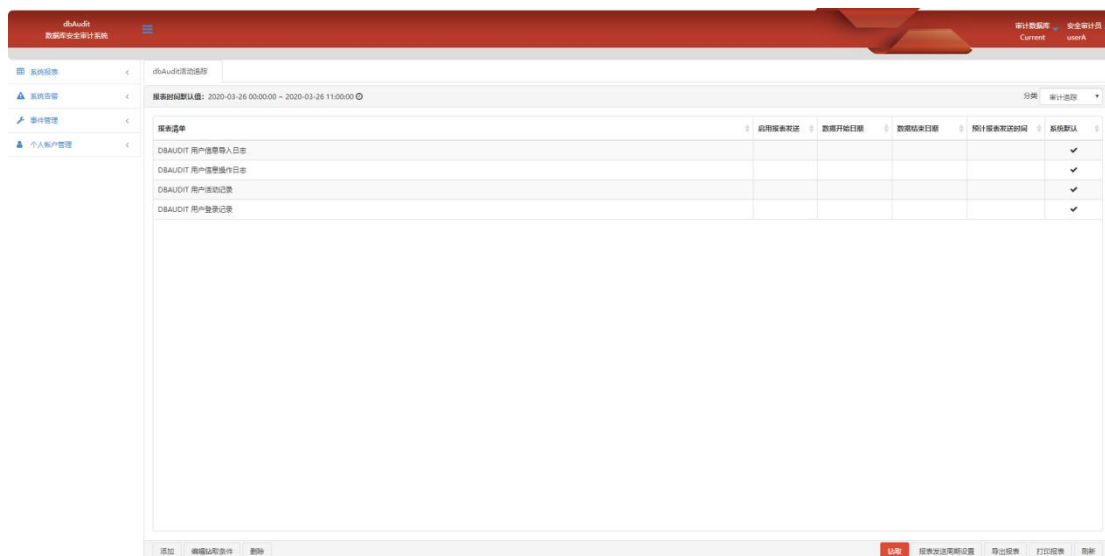 dbAudit
数据库安全审计系统
审计数据库
Current
安全审计员
userA
系统报表
系统告警
事件管理
个人帐户管理
dbAudit活动追踪
报表时间默认值：2020-03-26 00:00:00 ~ 2020-03-26 11:00:00
分类
审计追踪
报表清单 启用报表发送 数据开始日期 数据结束日期 预计报表发送时间 系统默认
DBAUDIT 用户信息导入日志
DBAUDIT 用户信息操作日志
DBAUDIT 用户活动记录
DBAUDIT 用户登录记录
添加 编辑钻取条件 删除 钻取 报表发送周期设置 导出报表 打印报表 刷新